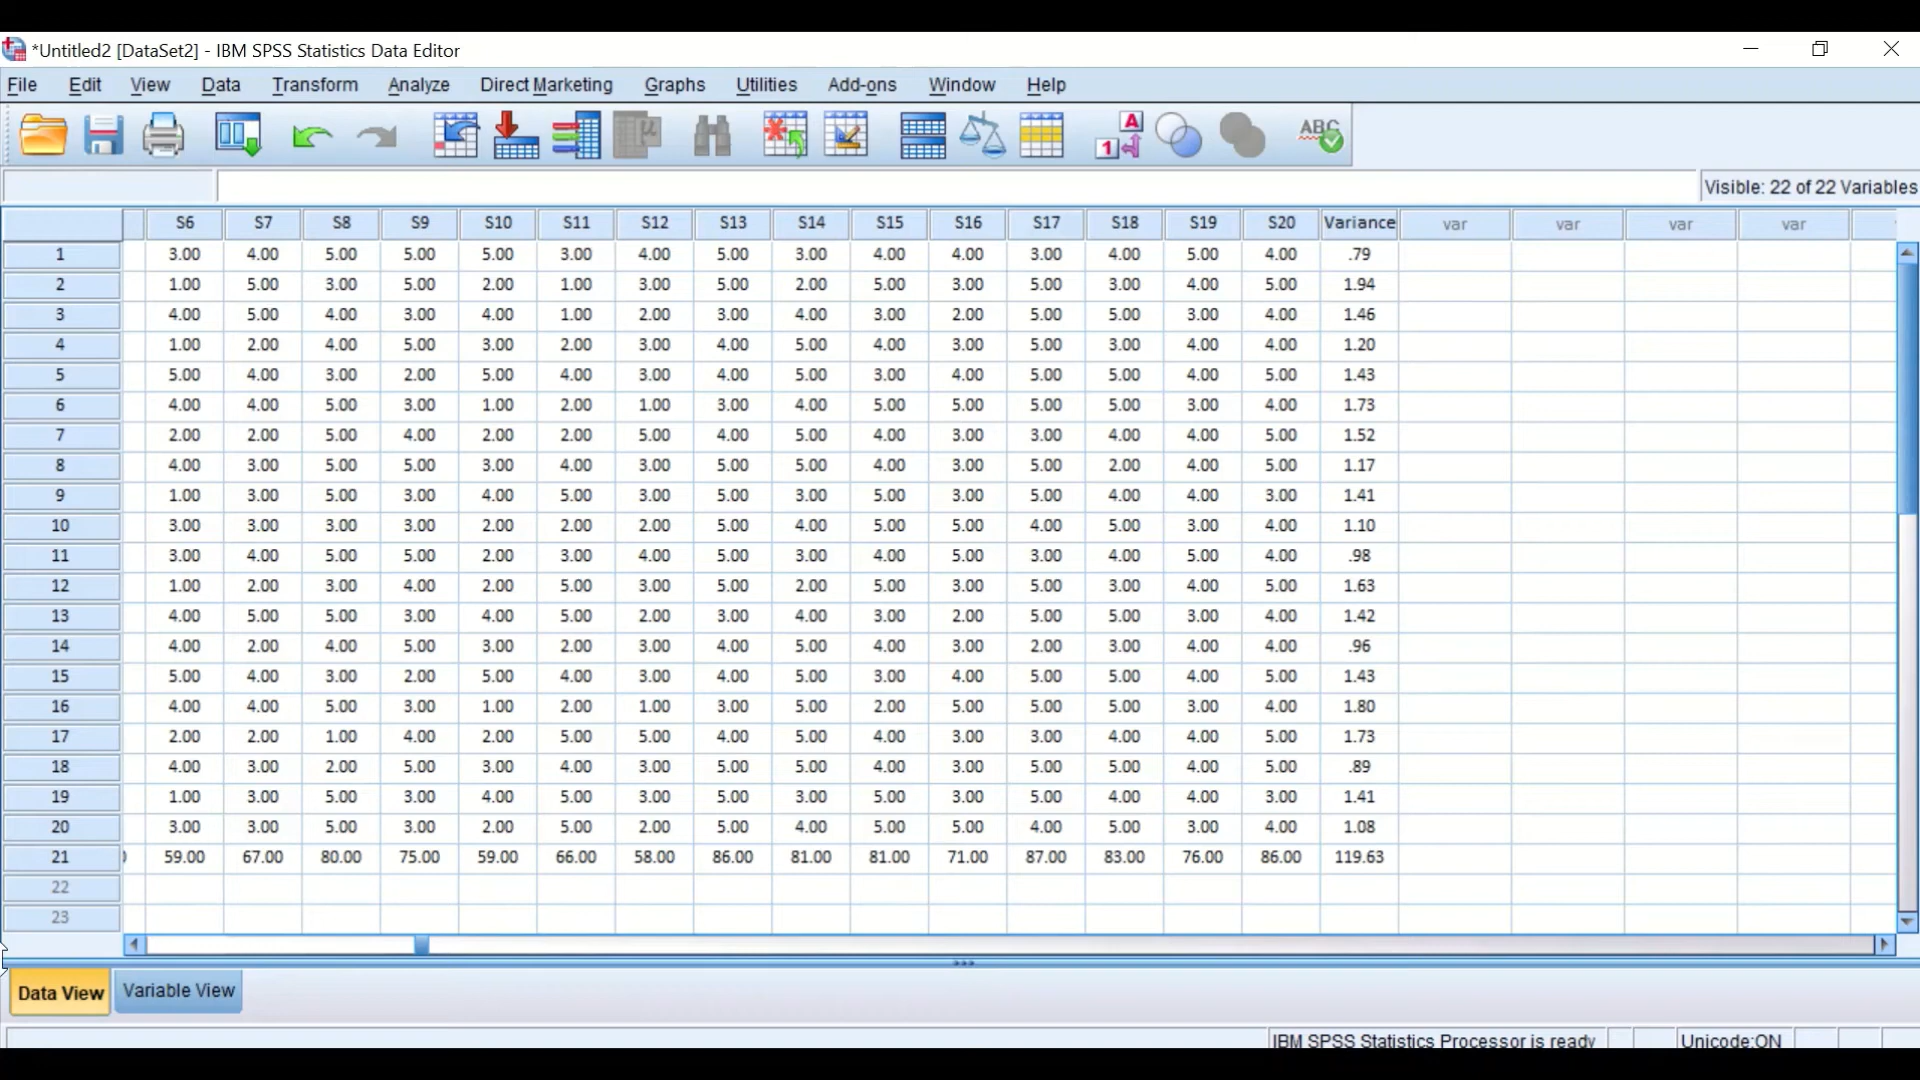 *Untitled2 [DataSet2] - IBM SPSS Statistics Data Editor
File Edit View Data Transform Analyze Direct Marketing Graphs Utilities Add-ons Window Help
1 A ABC
Visible: 22 of 22 Variables
S6 S7 S8 S9 S10 S11 S12 S13 S14 S15 S16 S17 S18 S19 S20 Variance var var var var
1 3.00 4.00 5.00 5.00 5.00 3.00 4.00 5.00 3.00 4.00 4.00 3.00 4.00 5.00 4.00 .79
2 1.00 5.00 3.00 5.00 2.00 1.00 3.00 5.00 2.00 5.00 3.00 5.00 3.00 4.00 5.00 1.94
3 4.00 5.00 4.00 3.00 4.00 1.00 2.00 3.00 4.00 3.00 2.00 5.00 5.00 3.00 4.00 1.46
4 1.00 2.00 4.00 5.00 3.00 2.00 3.00 4.00 5.00 4.00 3.00 5.00 3.00 4.00 4.00 1.20
5 5.00 4.00 3.00 2.00 5.00 4.00 3.00 4.00 5.00 3.00 4.00 5.00 5.00 4.00 5.00 1.43
6 4.00 4.00 5.00 3.00 1.00 2.00 1.00 3.00 4.00 5.00 5.00 5.00 5.00 3.00 4.00 1.73
7 2.00 2.00 5.00 4.00 2.00 2.00 5.00 4.00 5.00 4.00 3.00 3.00 4.00 4.00 5.00 1.52
8 4.00 3.00 5.00 5.00 3.00 4.00 3.00 5.00 5.00 4.00 3.00 5.00 2.00 4.00 5.00 1.17
9 1.00 3.00 5.00 3.00 4.00 5.00 3.00 5.00 3.00 5.00 3.00 5.00 4.00 4.00 3.00 1.41
10 3.00 3.00 3.00 3.00 2.00 2.00 2.00 5.00 4.00 5.00 5.00 4.00 5.00 3.00 4.00 1.10
11 3.00 4.00 5.00 5.00 2.00 3.00 4.00 5.00 3.00 4.00 5.00 3.00 4.00 5.00 4.00 .98
12 1.00 2.00 3.00 4.00 2.00 5.00 3.00 5.00 2.00 5.00 3.00 5.00 3.00 4.00 5.00 1.63
13 4.00 5.00 5.00 3.00 4.00 5.00 2.00 3.00 4.00 3.00 2.00 5.00 5.00 3.00 4.00 1.42
14 4.00 2.00 4.00 5.00 3.00 2.00 3.00 4.00 5.00 4.00 3.00 2.00 3.00 4.00 4.00 .96
15 5.00 4.00 3.00 2.00 5.00 4.00 3.00 4.00 5.00 3.00 4.00 5.00 5.00 4.00 5.00 1.43
16 4.00 4.00 5.00 3.00 1.00 2.00 1.00 3.00 5.00 2.00 5.00 5.00 5.00 3.00 4.00 1.80
17 2.00 2.00 1.00 4.00 2.00 5.00 5.00 4.00 5.00 4.00 3.00 3.00 4.00 4.00 5.00 1.73
18 4.00 3.00 2.00 5.00 3.00 4.00 3.00 5.00 5.00 4.00 3.00 5.00 5.00 4.00 5.00 .89
19 1.00 3.00 5.00 3.00 4.00 5.00 3.00 5.00 3.00 5.00 3.00 5.00 4.00 4.00 3.00 1.41
20 3.00 3.00 5.00 3.00 2.00 5.00 2.00 5.00 4.00 5.00 5.00 4.00 5.00 3.00 4.00 1.08
21 59.00 67.00 80.00 75.00 59.00 66.00 58.00 86.00 81.00 81.00 71.00 87.00 83.00 76.00 86.00 119.63
22
23
Data View Variable View
IBM SPSS Statistics Processor is ready Unicode:ON